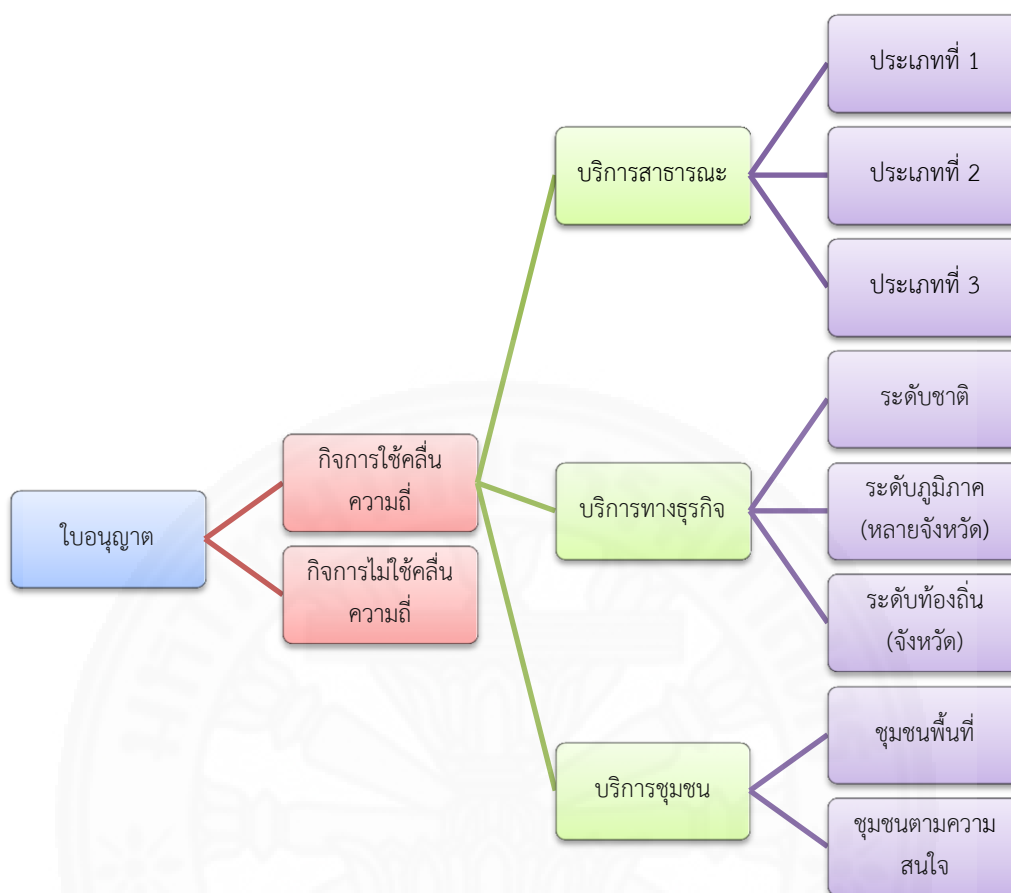 ใบอนุญาต
กิจการใช้คลื่น
ความถี่
กิจการไม่ใช้คลื่น
ความถี่
บริการสาธารณะ
ประเภทที่ 1
ประเภทที่ 2
ประเภทที่ 3
บริการทางธุรกิจ
ระดับชาติ
ระดับภูมิภาค
(หลายจังหวัด)
ระดับท้องถิ่น
(จังหวัด)
บริการชุมชน
ชุมชนพื้นที่
ชุมชนตามความ
สนใจ